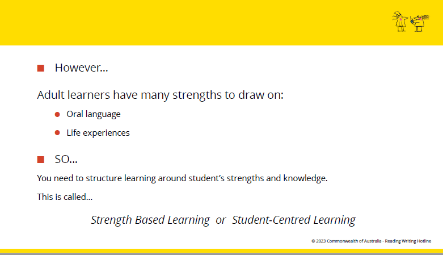 However...
Adult learners have many strengths to draw on:
Oral language
Life experiences
SO...
You need to structure learning around student's strengths and knowledge.
This is called...
Strength Based Learning or Student-Centred Learning
© 2023 Commonwealth of Australia - Reading Writing Hotline